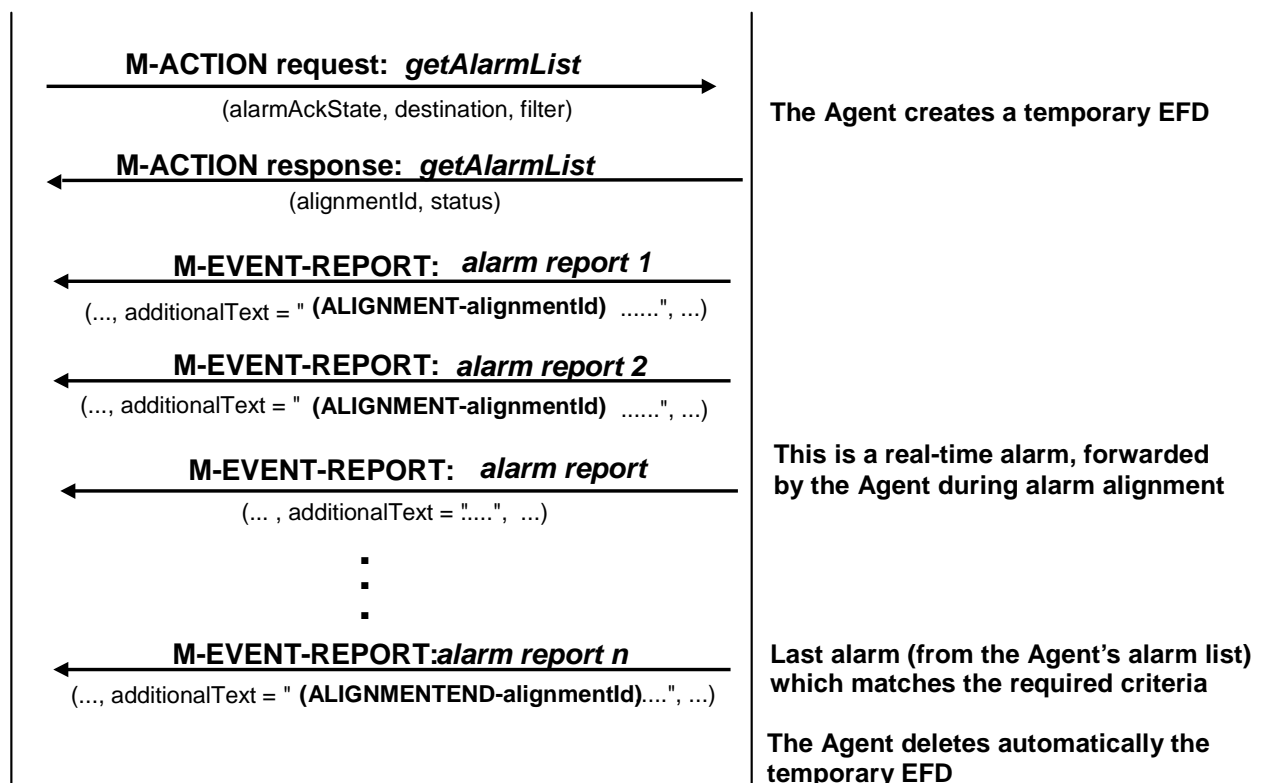 M-ACTION request: getAlarmList
(alarmAckState, destination, filter)
The Agent creates a temporary EFD
M-ACTION response: getAlarmList
(alignmentId, status)
M-EVENT-REPORT: alarm report 1
(..., additionalText = " (ALIGNMENT-alignmentId) ......", ...)
M-EVENT-REPORT: alarm report 2
(..., additionalText = " (ALIGNMENT-alignmentId) ......", ...)
This is a real-time alarm, forwarded
by the Agent during alarm alignment
M-EVENT-REPORT: alarm report
(... , additionalText = ".....", ...)
M-EVENT-REPORT:alarm report n
(..., additionalText = " (ALIGNMENTEND-alignmentId)....", ...)
Last alarm (from the Agent's alarm list)
which matches the required criteria
The Agent deletes automatically the
temporary EFD